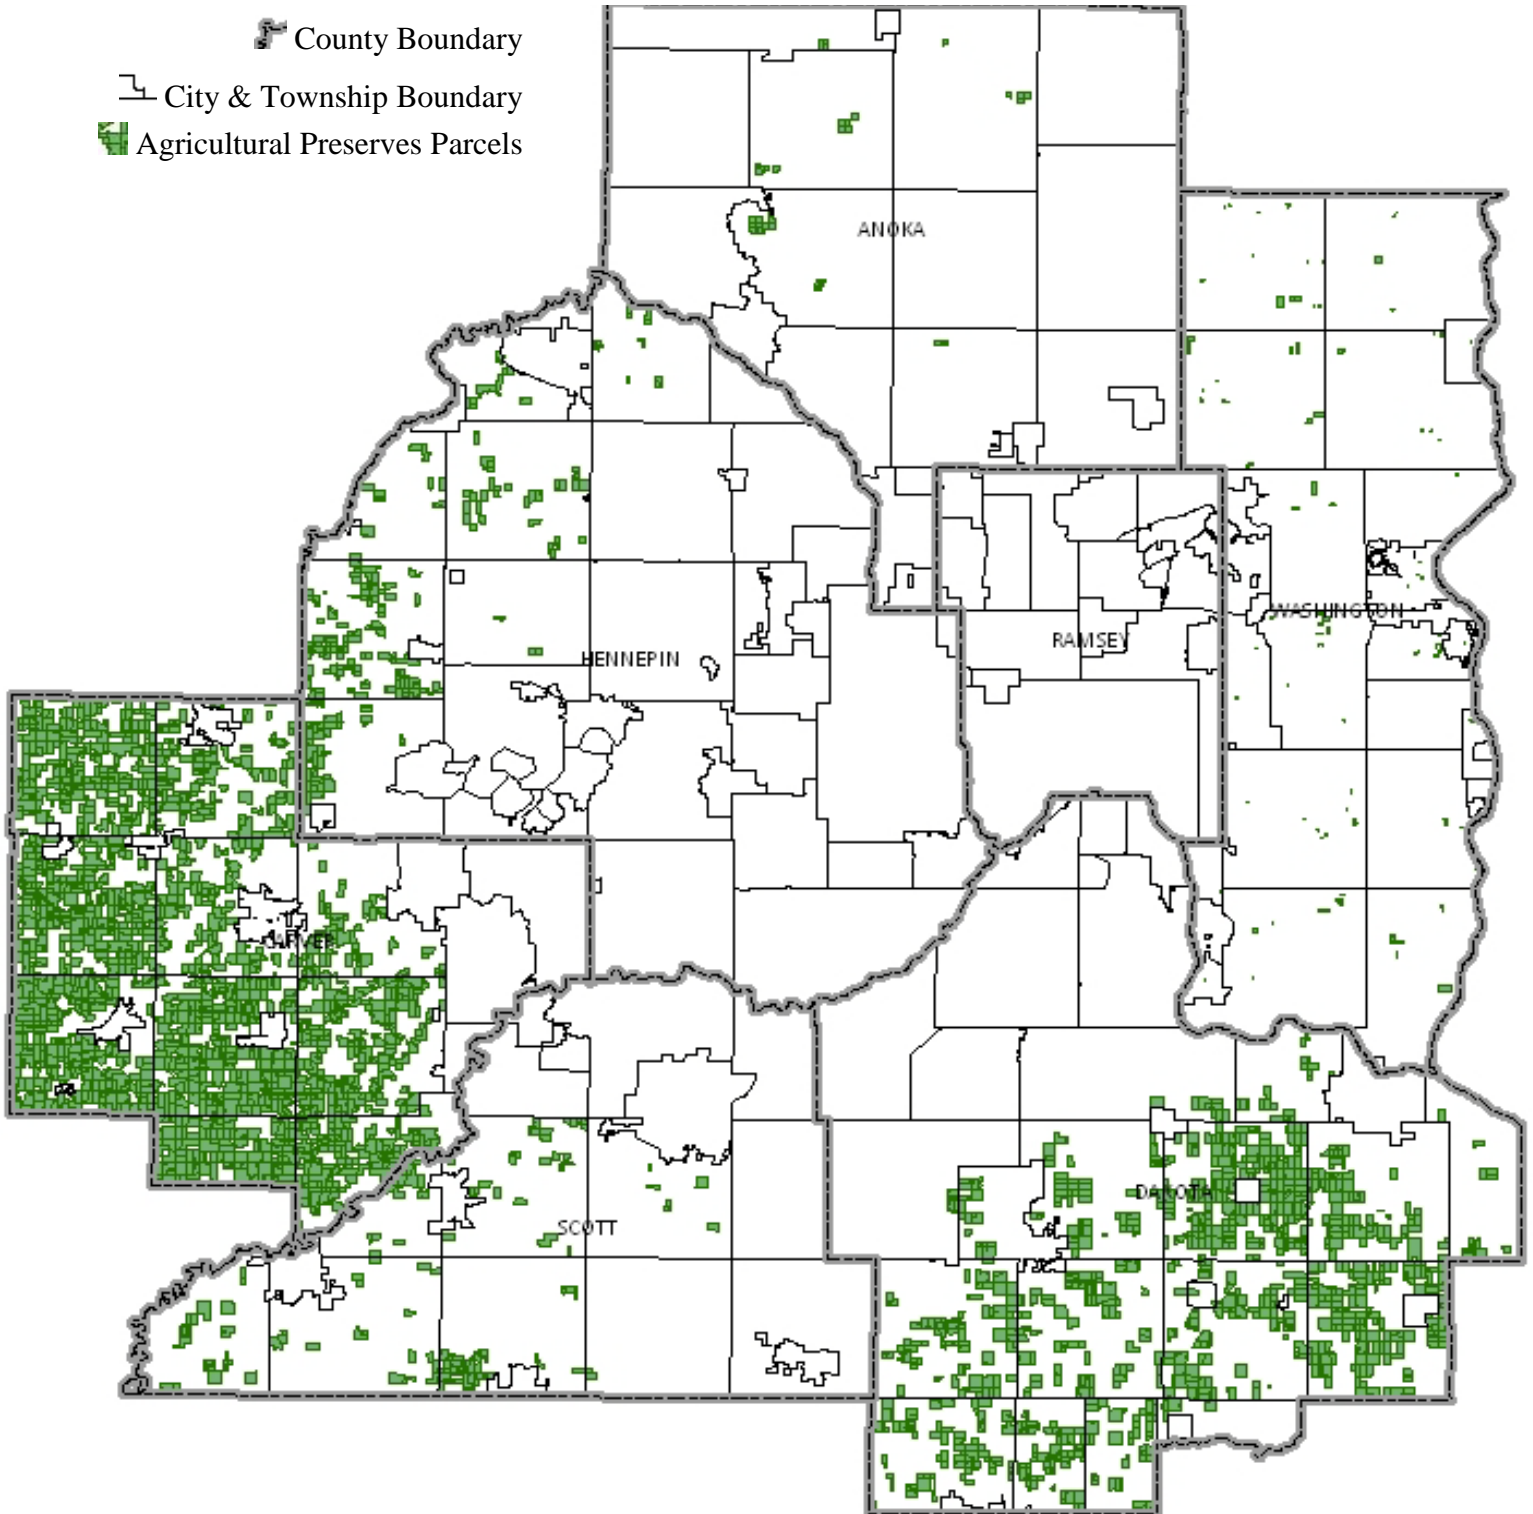 County Boundary
City & Township Boundary
Agricultural Preserves Parcels
ANOKA
WASHINGTON
RAMSEY
HENNEPIN
CARVER
DAKOTA
SCOTT